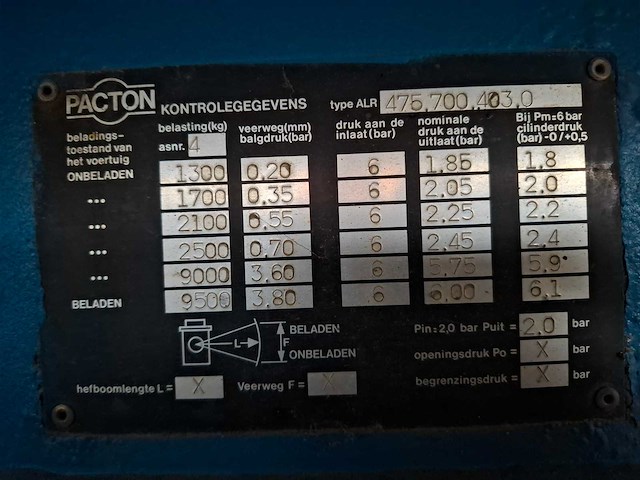 PACTON KONTROLEGEGEVENS type ALR 475.700.403.0
beladings-
toestand van
het voertuig
belasting(kg)
asnr. 4
veerweg(mm)
balgdruk(bar)
druk aan de
inlaat(bar)
nominale
druk aan de
uitlaat(bar)
Bij Pm=6 bar
cilinderdruk
(bar)-0/+0,5
ONBELADEN 1300 0.20 6 1.85 1.8
... 1700 0.35 6 2.05 2.0
2100 0.55 6 2.25 2.2
... 2500 0.70 6 2.45 2.4
... 9000 3.60 6 5.75 5.9
BELADEN 9500 3.80 6 6.00 6.1
BELADEN
L F
ONBELADEN
Pin=2,0 bar Puit = 2.0 bar
openingsdruk Po = X bar
begrenzingsdruk = X bar
hefboomlengte L = X Veerweg F = X